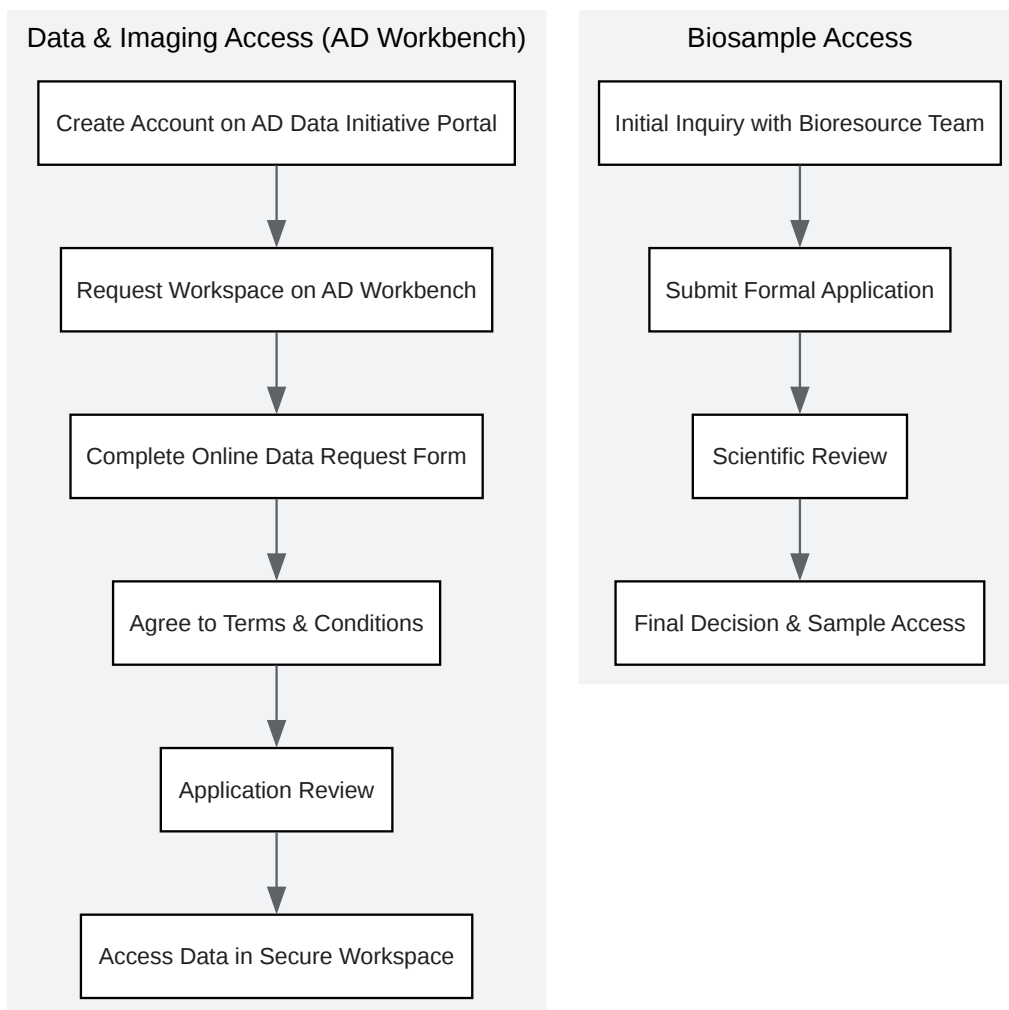 Data & Imaging Access (AD Workbench)
Create Account on AD Data Initiative Portal
Request Workspace on AD Workbench
Complete Online Data Request Form
Agree to Terms & Conditions
Application Review
Access Data in Secure Workspace
Biosample Access
Initial Inquiry with Bioresource Team
Submit Formal Application
Scientific Review
Final Decision & Sample Access